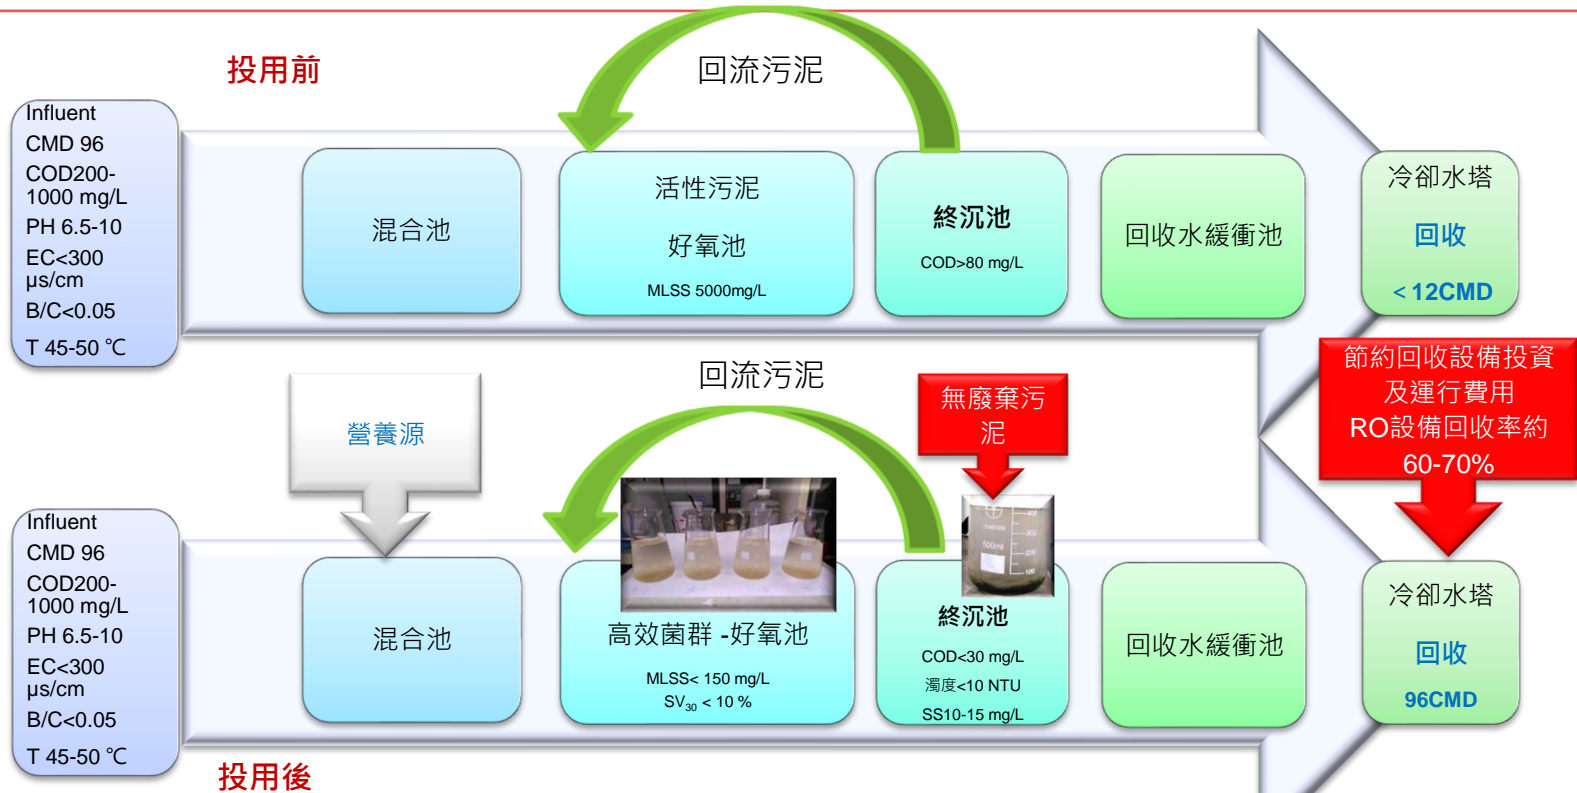 投用前
回流污泥
Influent
CMD 96
COD200-
1000 mg/L
PH 6.5-10
EC<300
μs/cm
B/C<0.05
T 45-50 ℃
混合池
活性污泥
好氧池
MLSS 5000mg/L
終沉池
COD>80 mg/L
回收水緩衝池
冷卻水塔
回收
< 12CMD
營養源
回流污泥
無廢棄污
泥
節約回收設備投資
及運行費用
RO設備回收率約
60-70%
Influent
CMD 96
COD200-
1000 mg/L
PH 6.5-10
EC<300
μs/cm
B/C<0.05
T 45-50 ℃
混合池
高效菌群 -好氧池
MLSS< 150 mg/L
SV30 < 10 %
500ml
400
300
200
100
終沉池
COD<30 mg/L
濁度<10 NTU
SS10-15 mg/L
回收水緩衝池
冷卻水塔
回收
96CMD
投用後